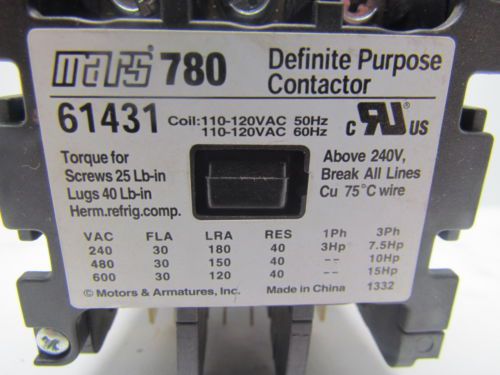 mars 780 Definite Purpose
Contactor
61431 Coil:110-120VAC 50Hz
110-120VAC 60Hz
c RU US
Torque for
Screws 25 Lb-in
Lugs 40 Lb-in
Herm.refrig.comp.
Above 240V,
Break All Lines
Cu 75°C wire
VAC FLA LRA RES 1Ph 3Ph
240 30 180 40 3Hp 7.5Hp
480 30 150 40 -- 10Hp
600 30 120 40 -- 15Hp
© Motors & Armatures, Inc. Made in China 1332